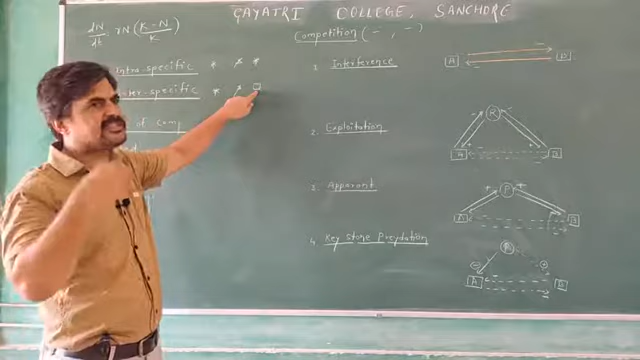 GAYATRI COLLEGE, SANCHORE
dN/dt rN(K-N/K)
Competition (-, -)
Intra-specific * * *
Inter-specific * *
of comp
1. Interference A - - B
2. Exploitation R - - + + A B - -
3. Apparent P + + - - A B - -
4. Key stone Predation P - A B - -